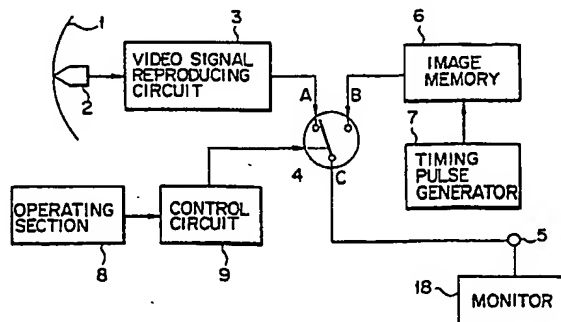 1
2
3
VIDEO SIGNAL
REPRODUCING
CIRCUIT
6
IMAGE
MEMORY
A
B
4
C
7
TIMING
PULSE
GENERATOR
OPERATING
SECTION
8
CONTROL
CIRCUIT
9
5
18
MONITOR